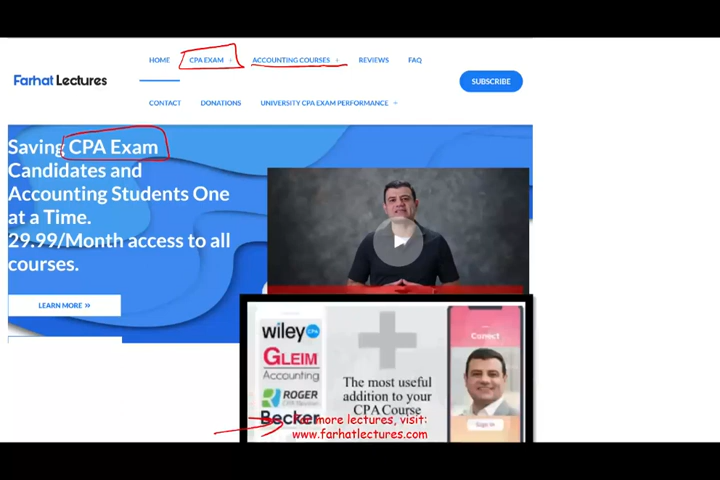 HOME
CPA EXAM
ACCOUNTING COURSES
REVIEWS
FAQ
Farhat Lectures
SUBSCRIBE
CONTACT
DONATIONS
UNIVERSITY CPA EXAM PERFORMANCE
Saving CPA Exam
Candidates and
Accounting Students One
at a Time.
29.99/Month access to all
courses.
LEARN MORE »
wiley CPA
GLEIM
Accounting
ROGER
Becker
The most useful
addition to your
CPA Course
Sign in
For more lectures, visit:
www.farhatlectures.com